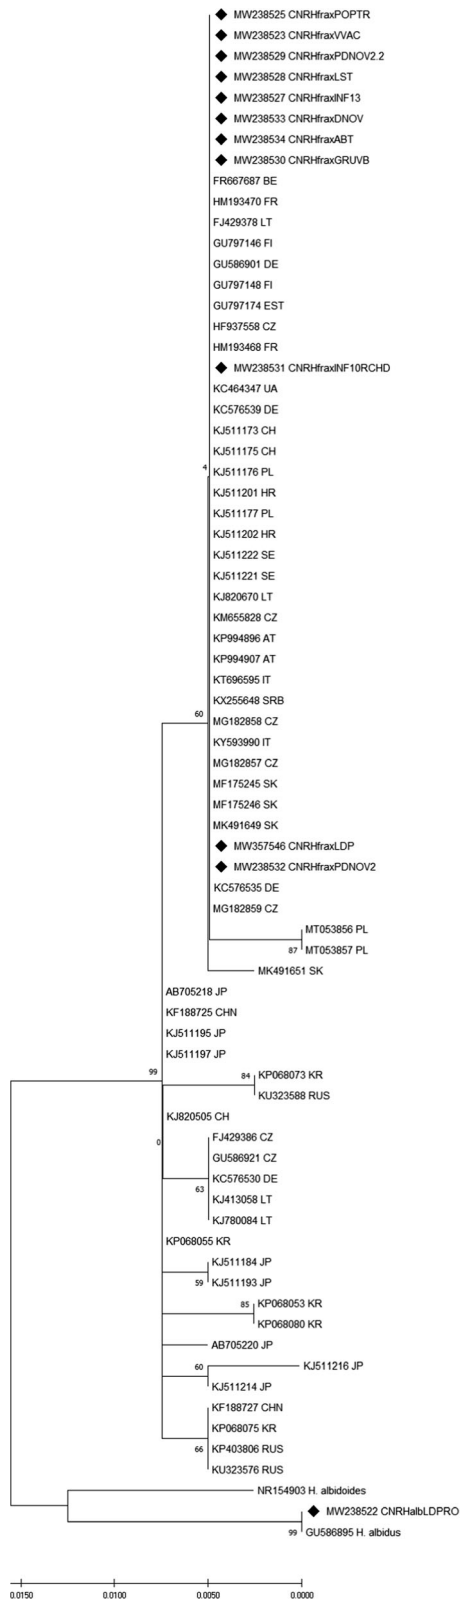 MW238525 CNRHfraxPOPTR
MW238523 CNRHfraxVVAC
MW238529 CNRHfraxPDNOV2.2
MW238528 CNRHfraxLST
MW238527 CNRHfraxINF13
MW238533 CNRHfraxDNOV
MW238534 CNRHfraxABT
MW238530 CNRHfraxGRUVB
FR667687 BE
HM193470 FR
FJ429378 LT
GU797146 FI
GU586901 DE
GU797148 FI
GU797174 EST
HF937558 CZ
HM193468 FR
MW238531 CNRHfraxINF10RCHD
KC464347 UA
KC576539 DE
KJ511173 CH
KJ511175 CH
4
KJ511176 PL
KJ511201 HR
KJ511177 PL
KJ511202 HR
KJ511222 SE
KJ511221 SE
KJ820670 LT
KM655828 CZ
KP994896 AT
KP994907 AT
KT696595 IT
KX255648 SRB
60
MG182858 CZ
KY593990 IT
MG182857 CZ
MF175245 SK
MF175246 SK
MK491649 SK
MW357546 CNRHfraxLDP
MW238532 CNRHfraxPDNOV2
KC576535 DE
MG182859 CZ
MT053856 PL
87
MT053857 PL
MK491651 SK
AB705218 JP
KF188725 CHN
KJ511195 JP
KJ511197 JP
99
84
KP068073 KR
KU323588 RUS
KJ820505 CH
0
FJ429386 CZ
GU586921 CZ
KC576530 DE
63
KJ413058 LT
KJ780084 LT
KP068055 KR
KJ511184 JP
59
KJ511193 JP
85
KP068053 KR
KP068080 KR
AB705220 JP
60
KJ511216 JP
KJ511214 JP
KF188727 CHN
KP068075 KR
66
KP403806 RUS
KU323576 RUS
NR154903 H. albidoides
MW238522 CNRHalbLDPRO
99
GU586895 H. albidus
0.0150 0.0100 0.0050 0.0000